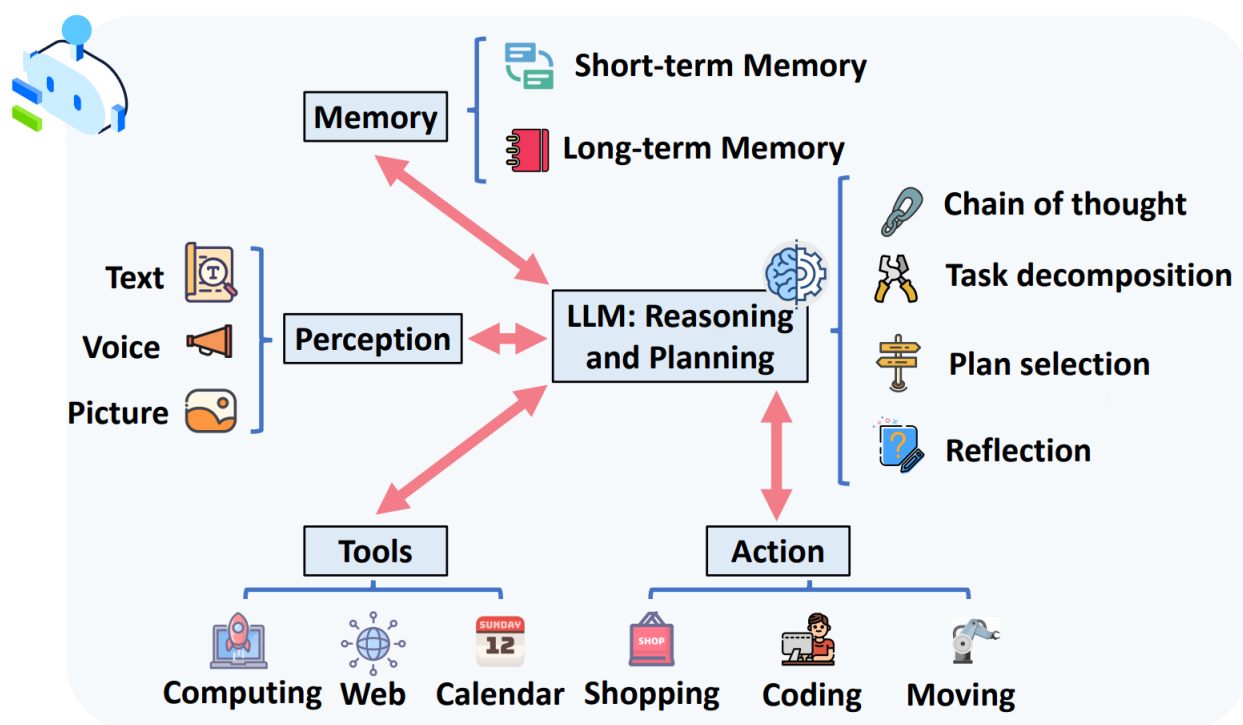 Short-term Memory
Memory
Long-term Memory
Chain of thought
Text
T
Task decomposition
LLM: Reasoning
and Planning
Voice
Perception
Plan selection
Picture
?
Reflection
Tools
Action
SUNDAY
12
SHOP
Computing
Web
Calendar
Shopping
Coding
Moving